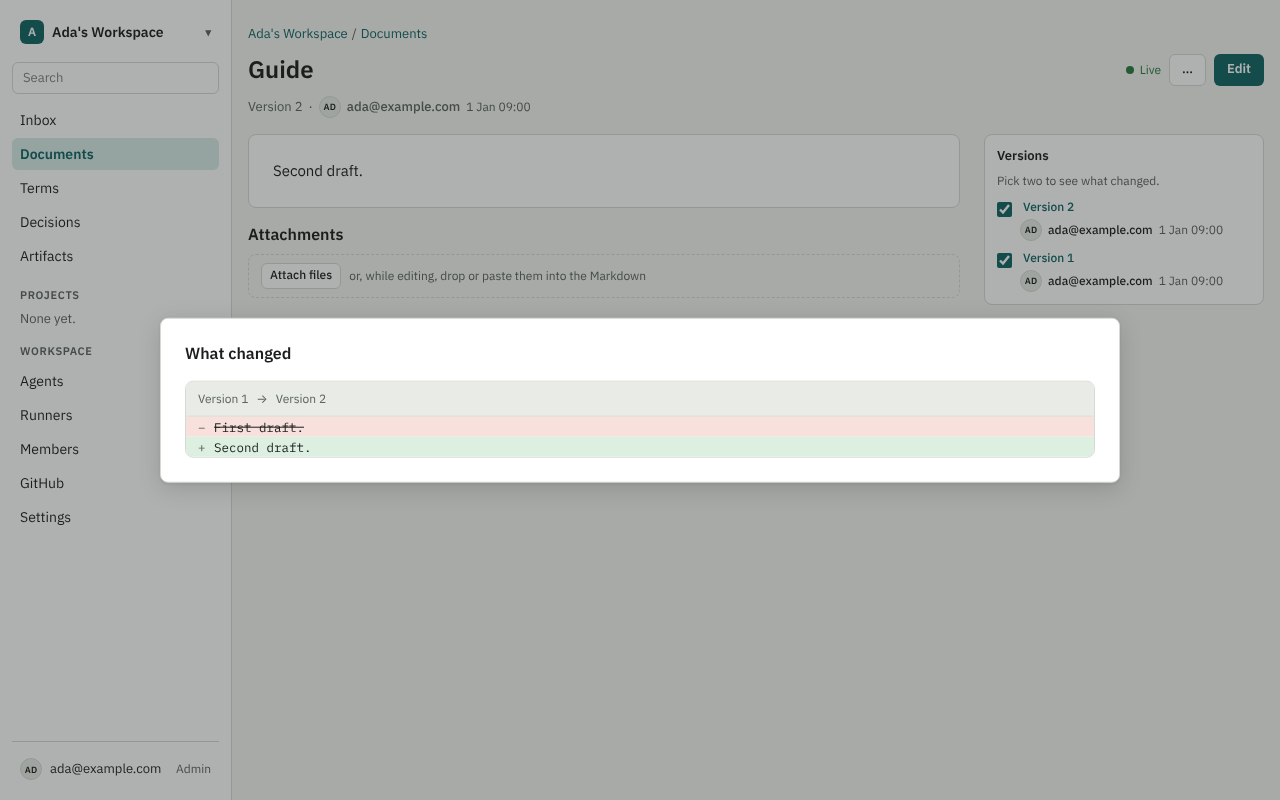 A Ada's Workspace ▾
Search
Inbox
Documents
Terms
Decisions
Artifacts
PROJECTS
None yet.
WORKSPACE
Agents
Runners
Members
GitHub
Settings
AD ada@example.com Admin
Ada's Workspace / Documents
Guide
Live ... Edit
Version 2 · AD ada@example.com 1 Jan 09:00
Second draft.
Attachments
Attach files or, while editing, drop or paste them into the Markdown
Versions
Pick two to see what changed.
Version 2
AD ada@example.com 1 Jan 09:00
Version 1
AD ada@example.com 1 Jan 09:00
What changed
Version 1 → Version 2
− First draft.
+ Second draft.